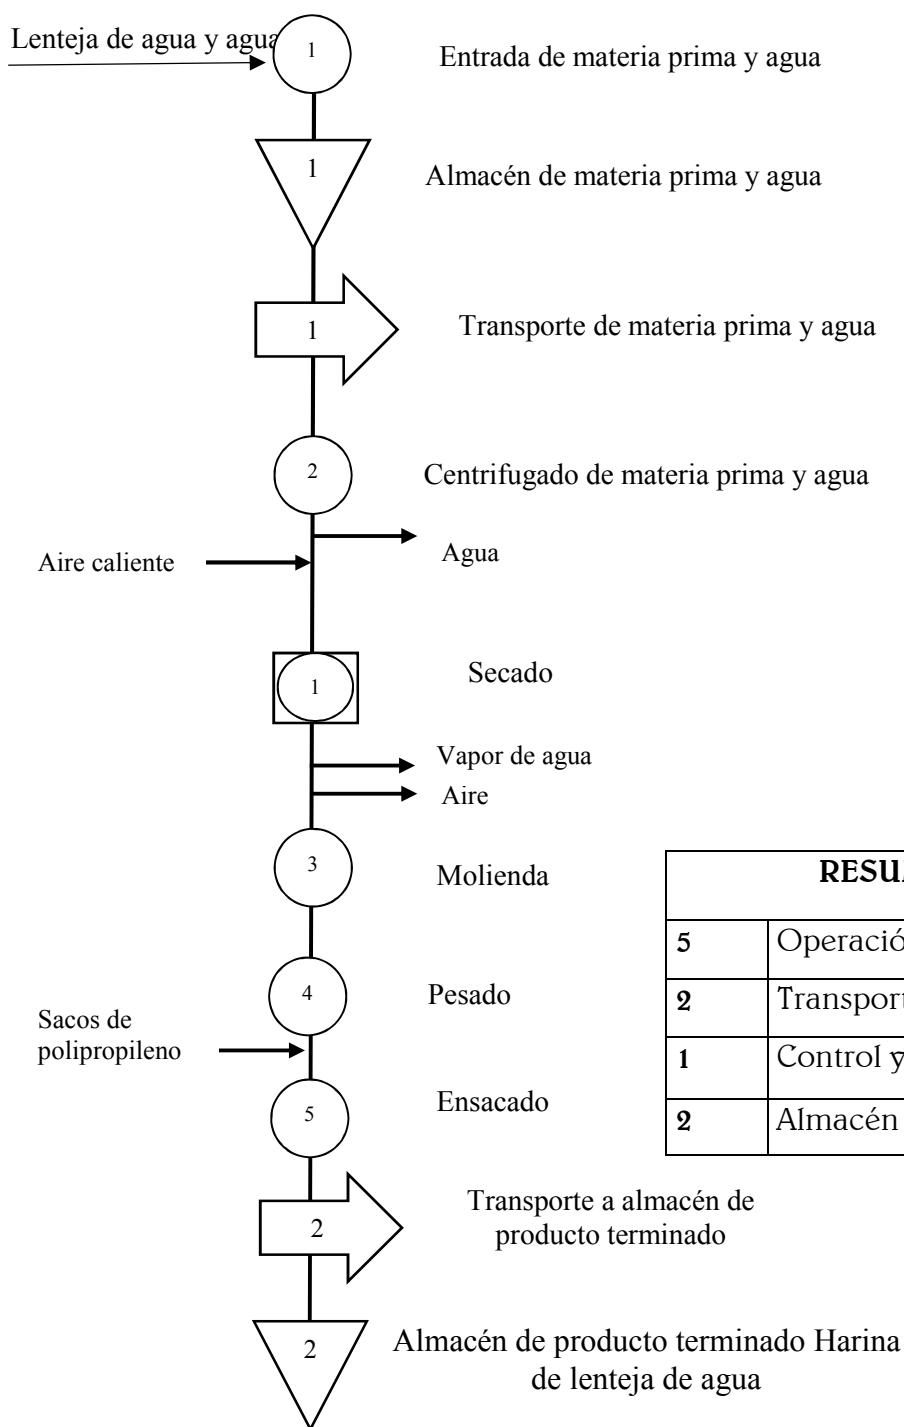 Lenteja de agua y agua
1
Entrada de materia prima y agua
1
Almacén de materia prima y agua
1
Transporte de materia prima y agua
2
Centrifugado de materia prima y agua
Agua
Aire caliente
1
Secado
Vapor de agua
Aire
3
Molienda
4
Pesado
Sacos de
polipropileno
5
Ensacado
2
Transporte a almacén de
producto terminado
2
Almacén de producto terminado Harina
de lenteja de agua
5
2
1 Control y
2 Almacén